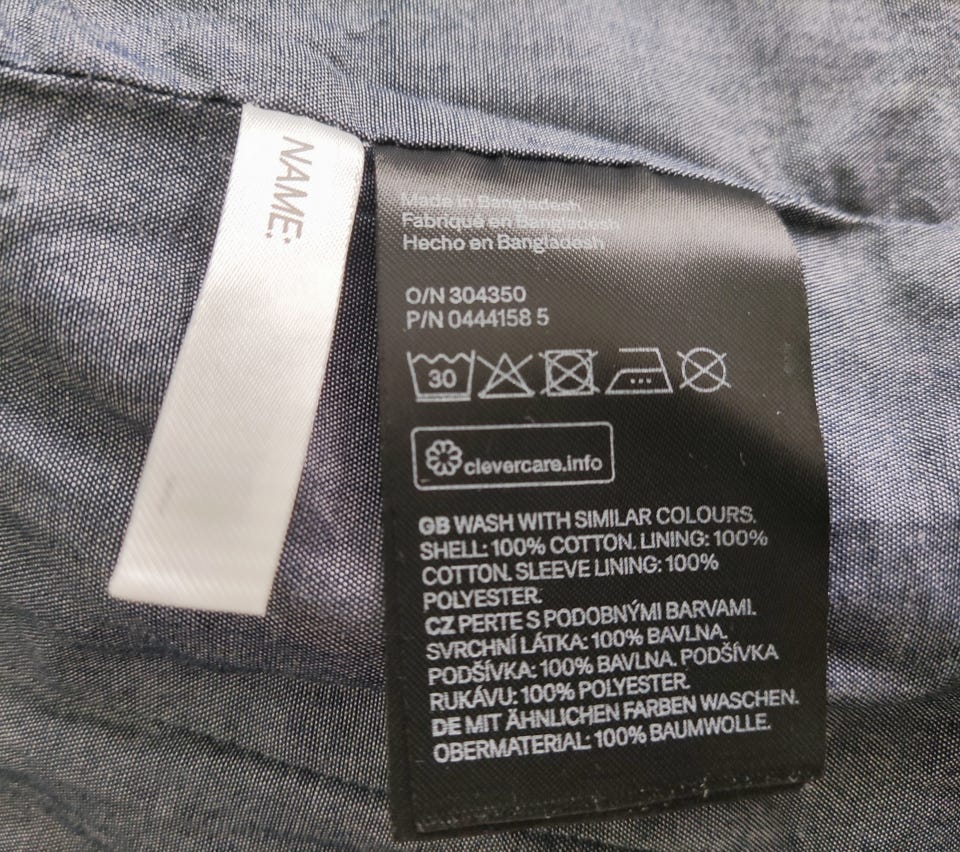 NAME:
Made in Bangladesh
Fabriqué en Bangladesh
Hecho en Bangladesh
O/N 304350
P/N 0444158 5
30
clevercare.info
GB WASH WITH SIMILAR COLOURS.
SHELL: 100% COTTON. LINING: 100%
COTTON. SLEEVE LINING: 100%
POLYESTER.
CZ PERTE S PODOBNÝMI BARVAMI.
SVRCHNÍ LÁTKA: 100% BAVLNA.
PODŠÍVKA: 100% BAVLNA. PODŠÍVKA
RUKÁVU: 100% POLYESTER.
DE MIT ÄHNLICHEN FARBEN WASCHEN.
OBERMATERIAL: 100% BAUMWOLLE.